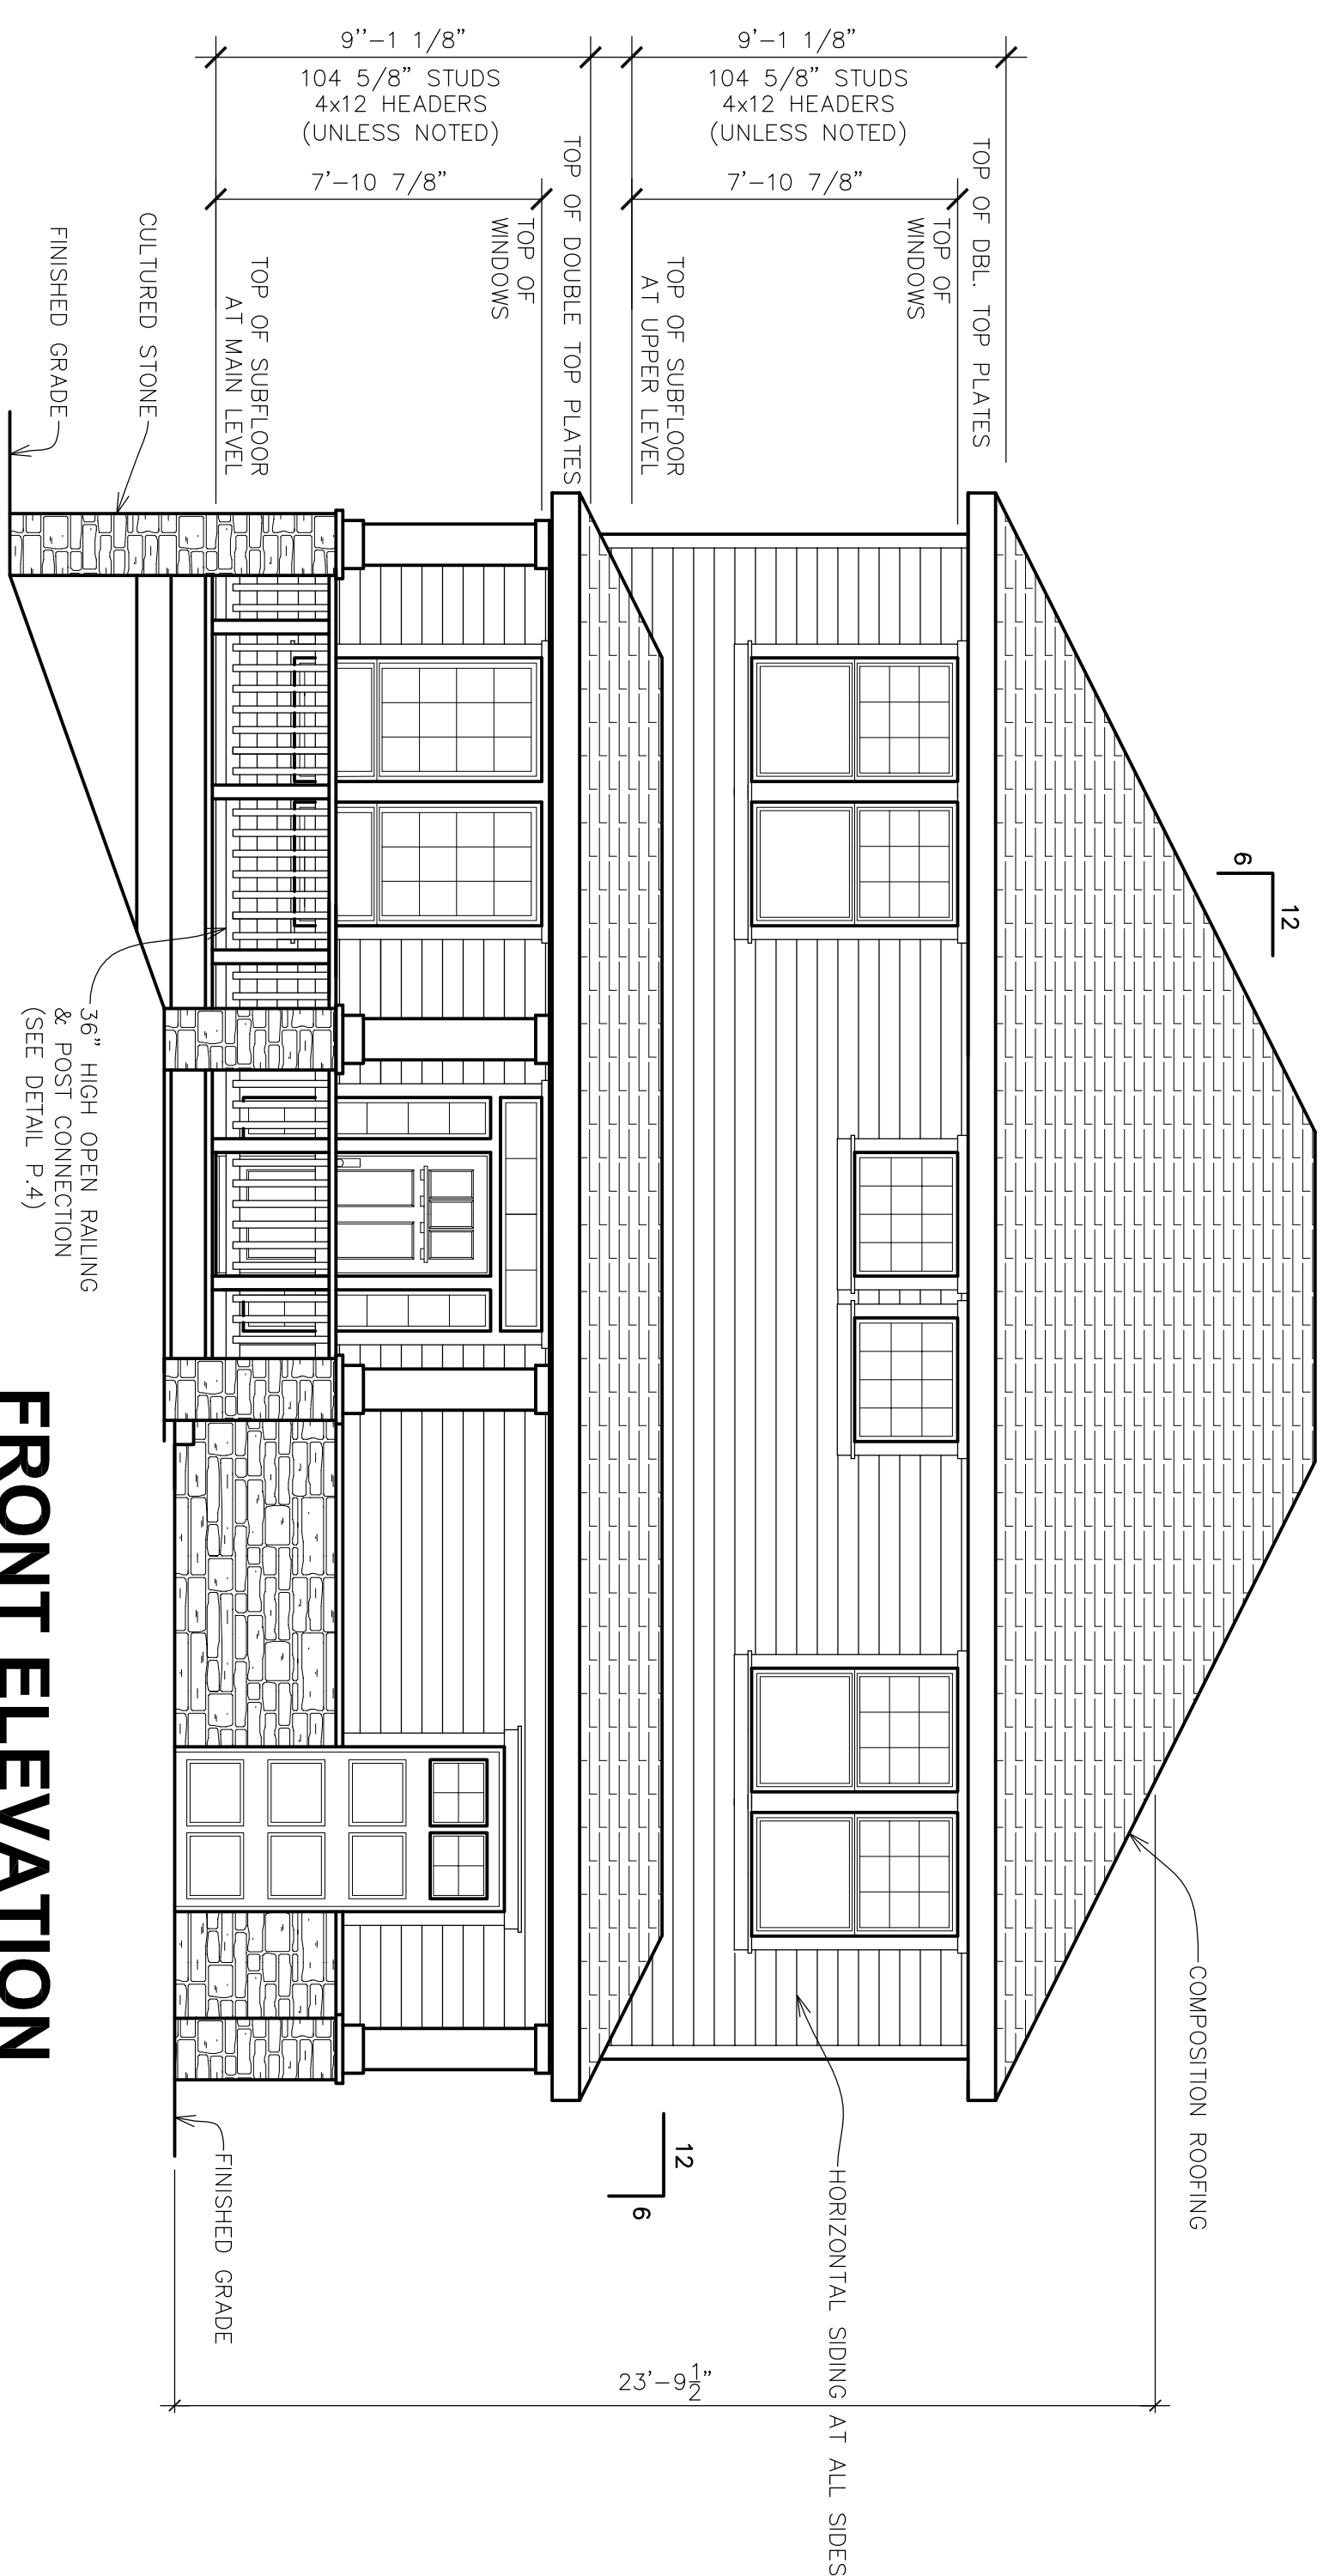 12
6
COMPOSITION ROOFING
TOP OF DBL. TOP PLATES
9'-1 1/8"
104 5/8" STUDS
4x12 HEADERS
(UNLESS NOTED)
7'-10 7/8"
TOP OF
WINDOWS
HORIZONTAL SIDING AT ALL SIDES
TOP OF SUBFLOOR
AT UPPER LEVEL
12
6
23'-9 1/2"
TOP OF DOUBLE TOP PLATES
9''-1 1/8"
104 5/8" STUDS
4x12 HEADERS
(UNLESS NOTED)
7'-10 7/8"
TOP OF
WINDOWS
TOP OF SUBFLOOR
AT MAIN LEVEL
FINISHED GRADE
CULTURED STONE
FINISHED GRADE
36" HIGH OPEN RAILING
& POST CONNECTION
(SEE DETAIL P.4)
FRONT ELEVATION